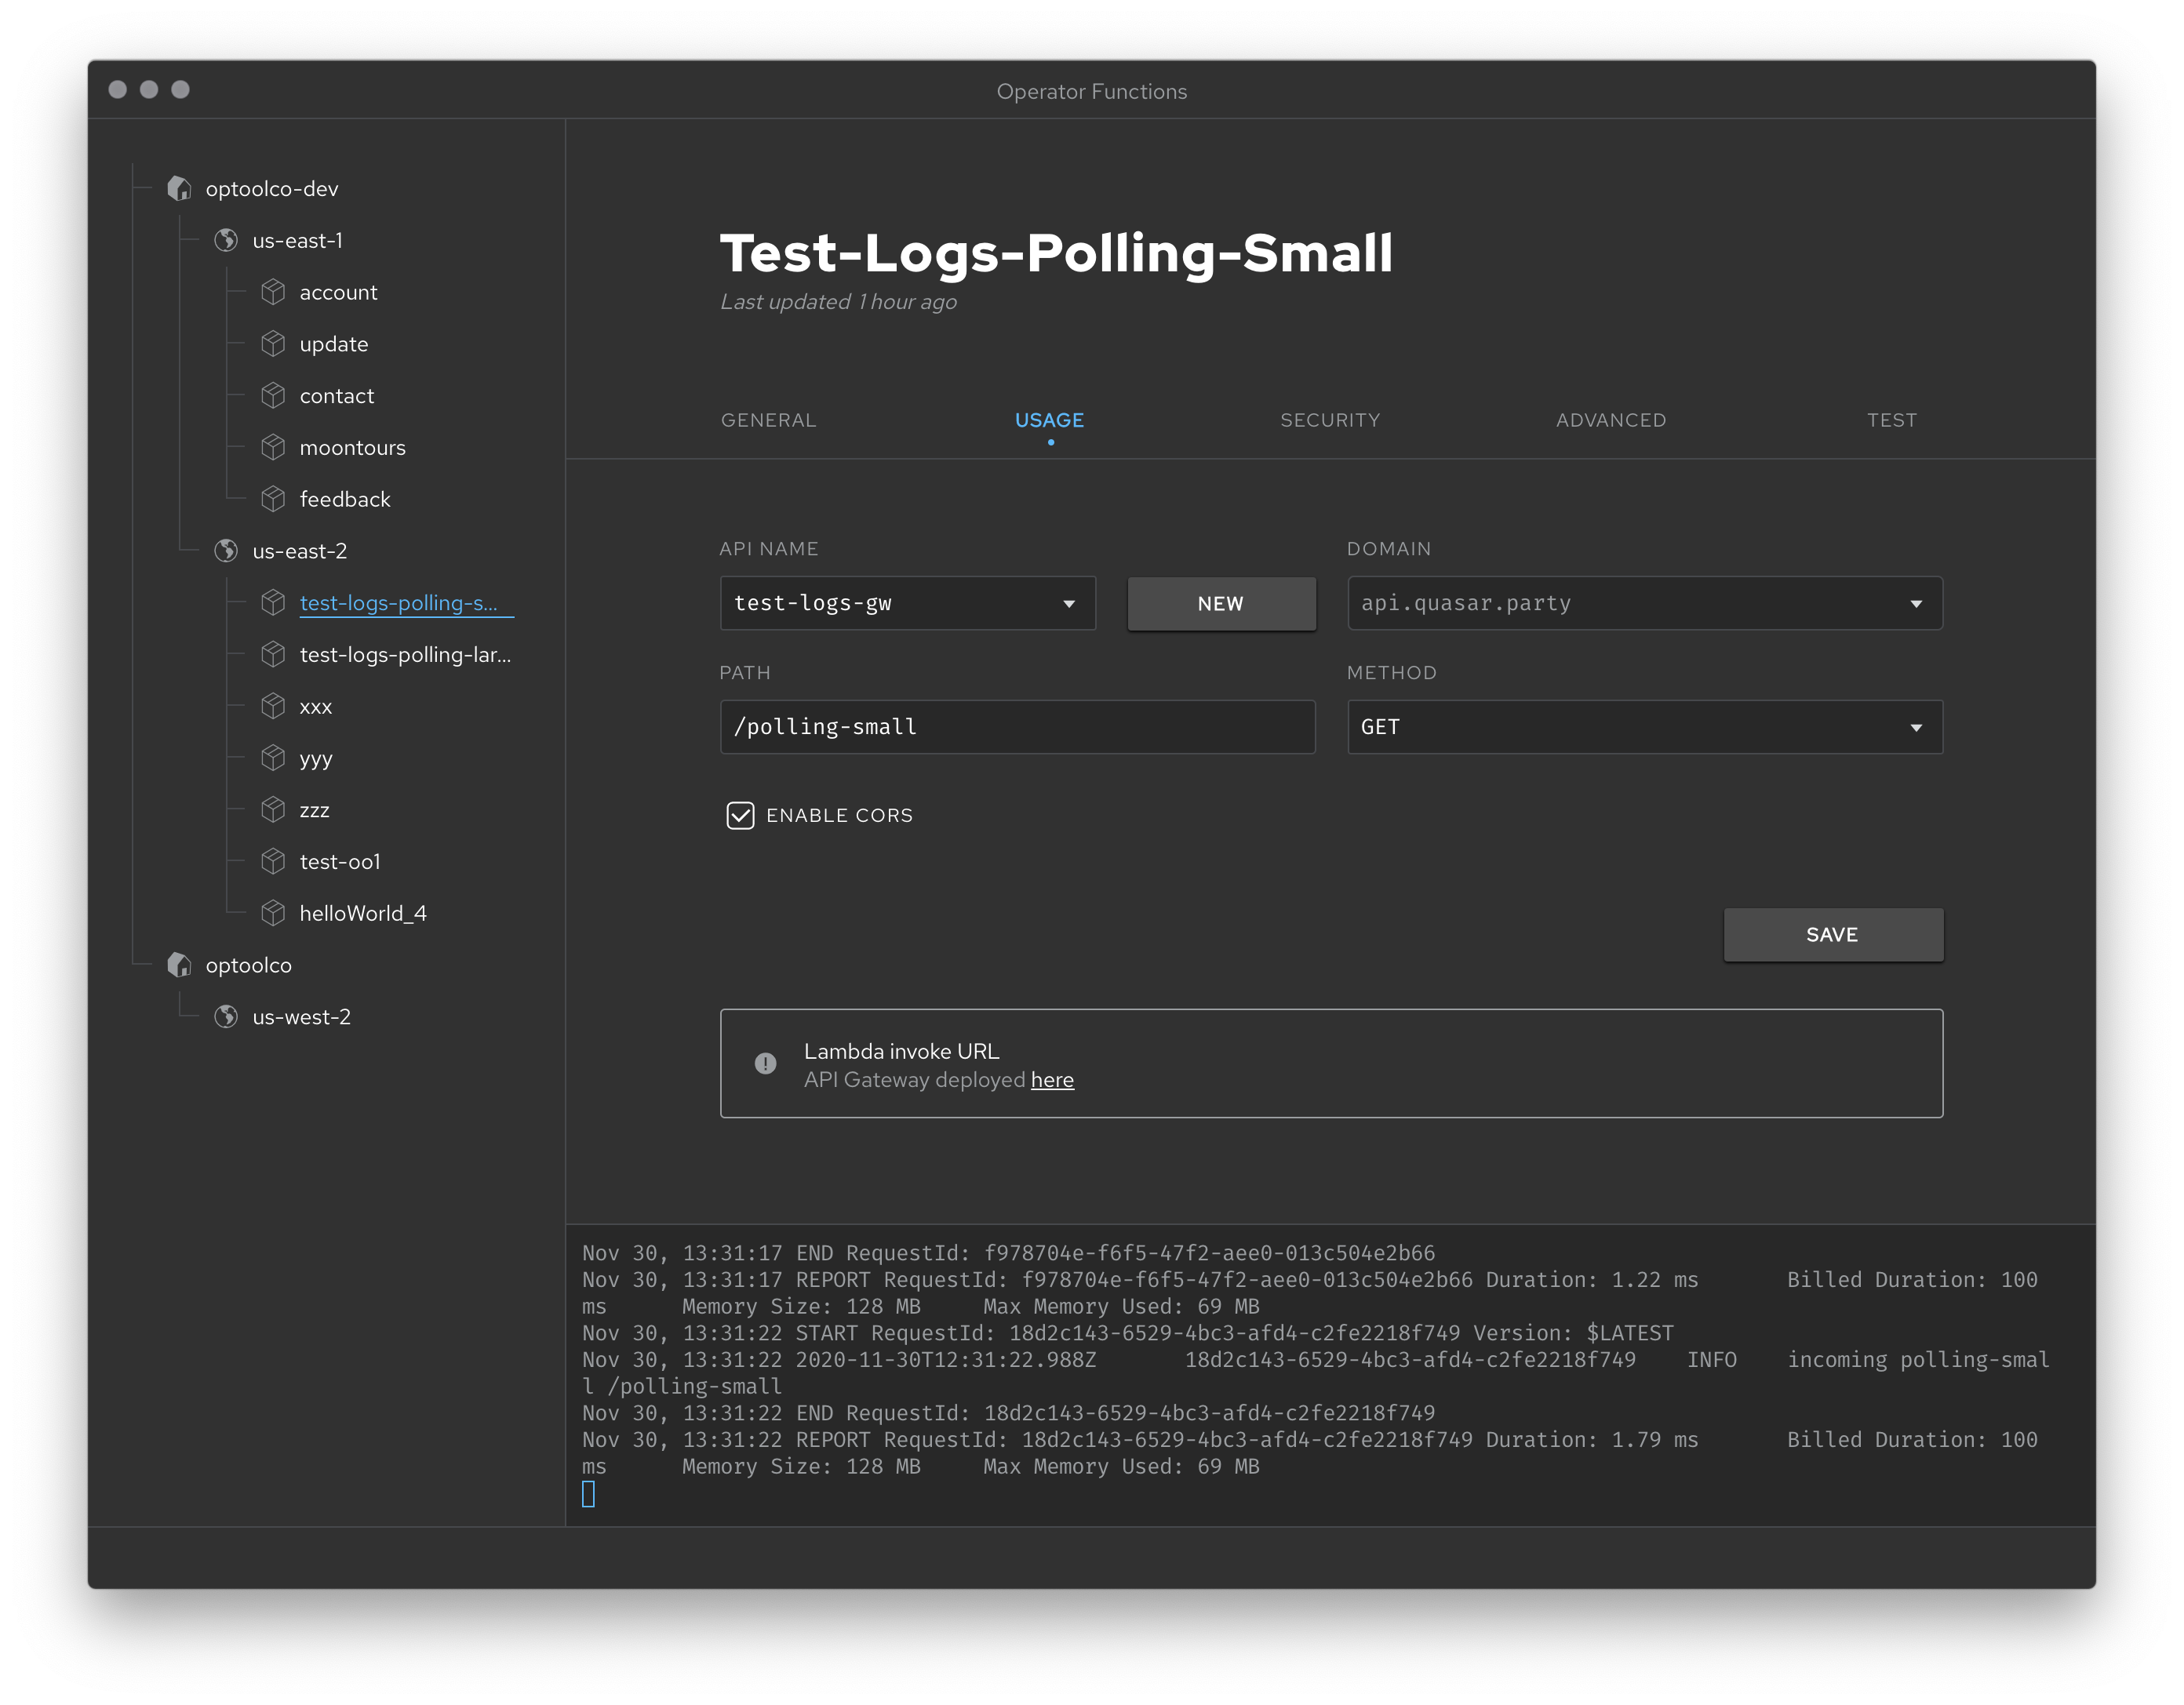 Operator Functions
optoolco-dev
us-east-1
account
update
contact
moontours
feedback
us-east-2
test-logs-polling-s...
test-logs-polling-lar...
xxx
yyy
zzz
test-oo1
helloWorld_4
optoolco
us-west-2
Test-Logs-Polling-Small
Last updated 1 hour ago
GENERAL USAGE SECURITY ADVANCED TEST
API NAME DOMAIN
test-logs-gw NEW api.quasar.party
PATH METHOD
/polling-small GET
ENABLE CORS
SAVE
Lambda invoke URL
API Gateway deployed here
Nov 30, 13:31:17 END RequestId: f978704e-f6f5-47f2-aee0-013c504e2b66
Nov 30, 13:31:17 REPORT RequestId: f978704e-f6f5-47f2-aee0-013c504e2b66 Duration: 1.22 ms Billed Duration: 100
ms Memory Size: 128 MB Max Memory Used: 69 MB
Nov 30, 13:31:22 START RequestId: 18d2c143-6529-4bc3-afd4-c2fe2218f749 Version: $LATEST
Nov 30, 13:31:22 2020-11-30T12:31:22.988Z 18d2c143-6529-4bc3-afd4-c2fe2218f749 INFO incoming polling-smal
l /polling-small
Nov 30, 13:31:22 END RequestId: 18d2c143-6529-4bc3-afd4-c2fe2218f749
Nov 30, 13:31:22 REPORT RequestId: 18d2c143-6529-4bc3-afd4-c2fe2218f749 Duration: 1.79 ms Billed Duration: 100
ms Memory Size: 128 MB Max Memory Used: 69 MB